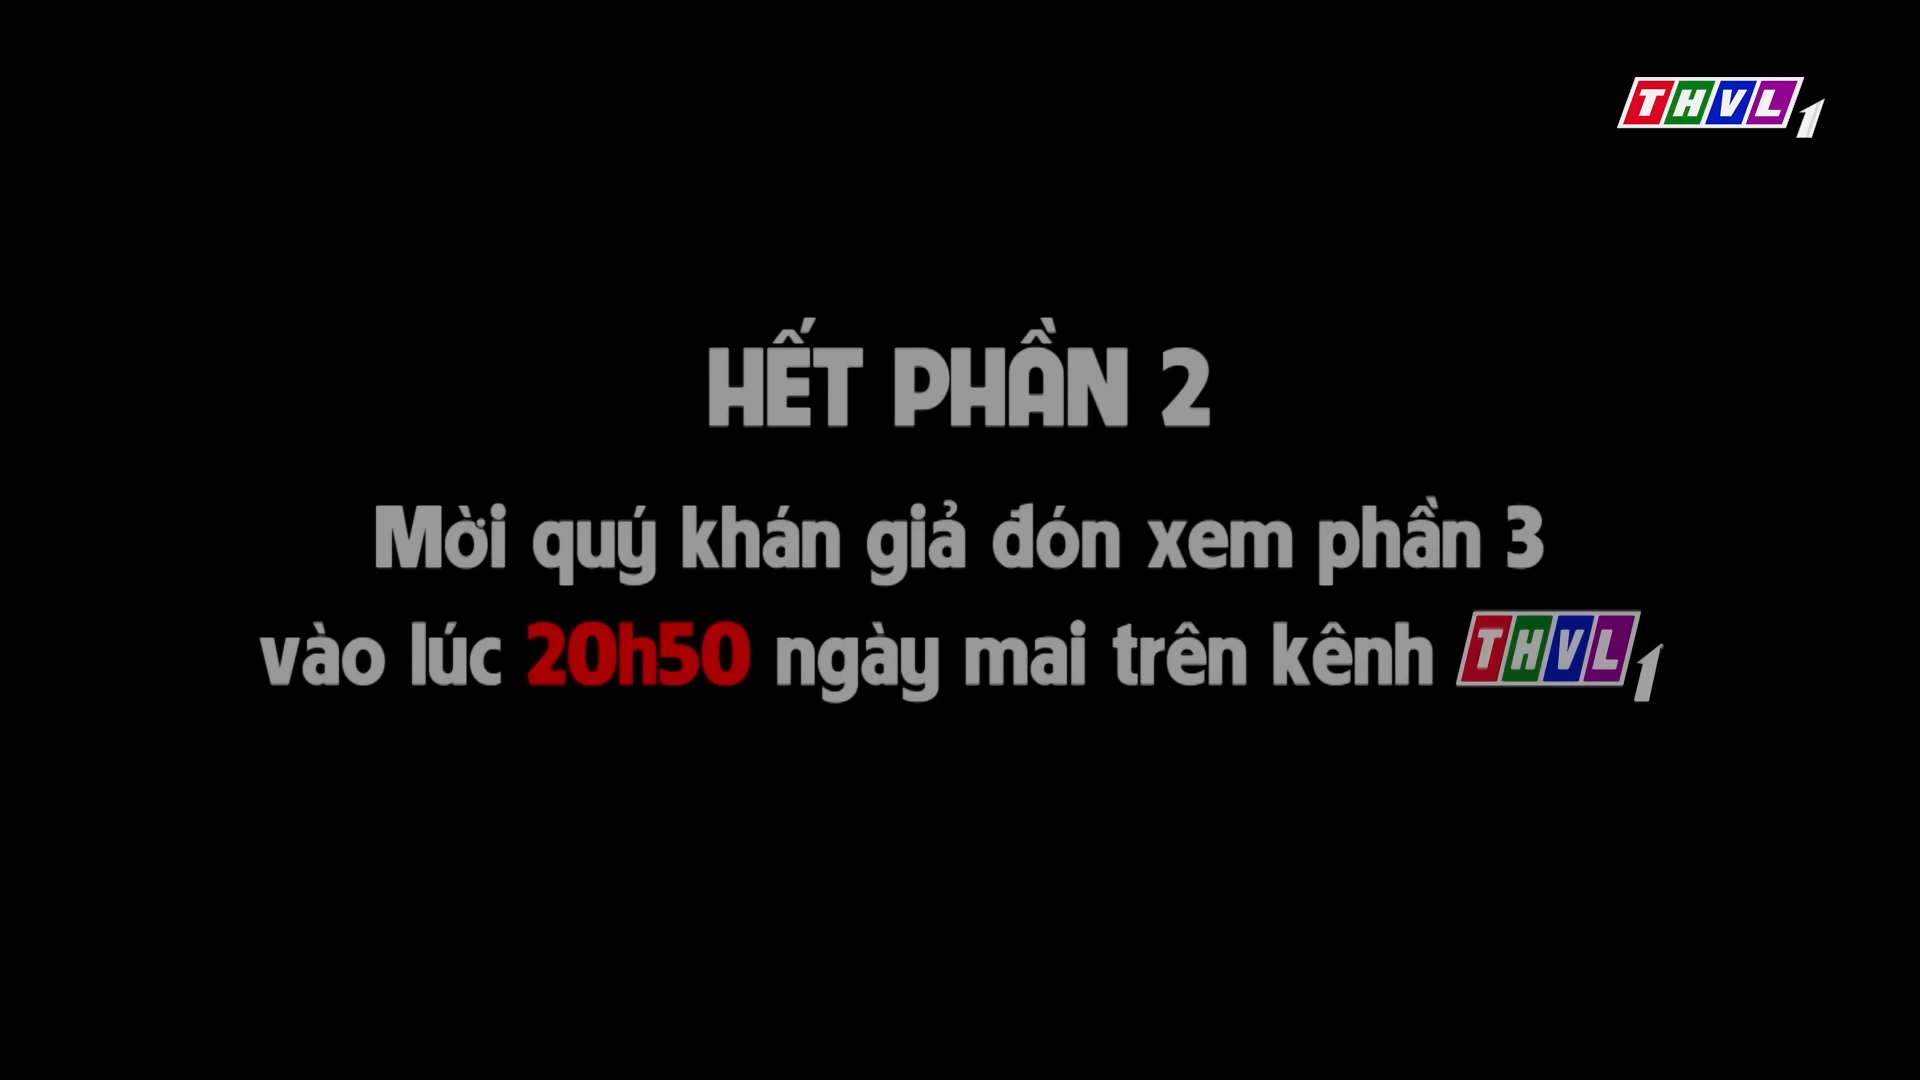 THVL1
HẾT PHẦN 2
Mời quý khán giả đón xem phần 3
vào lúc 20h50 ngày mai trên kênh THVL1